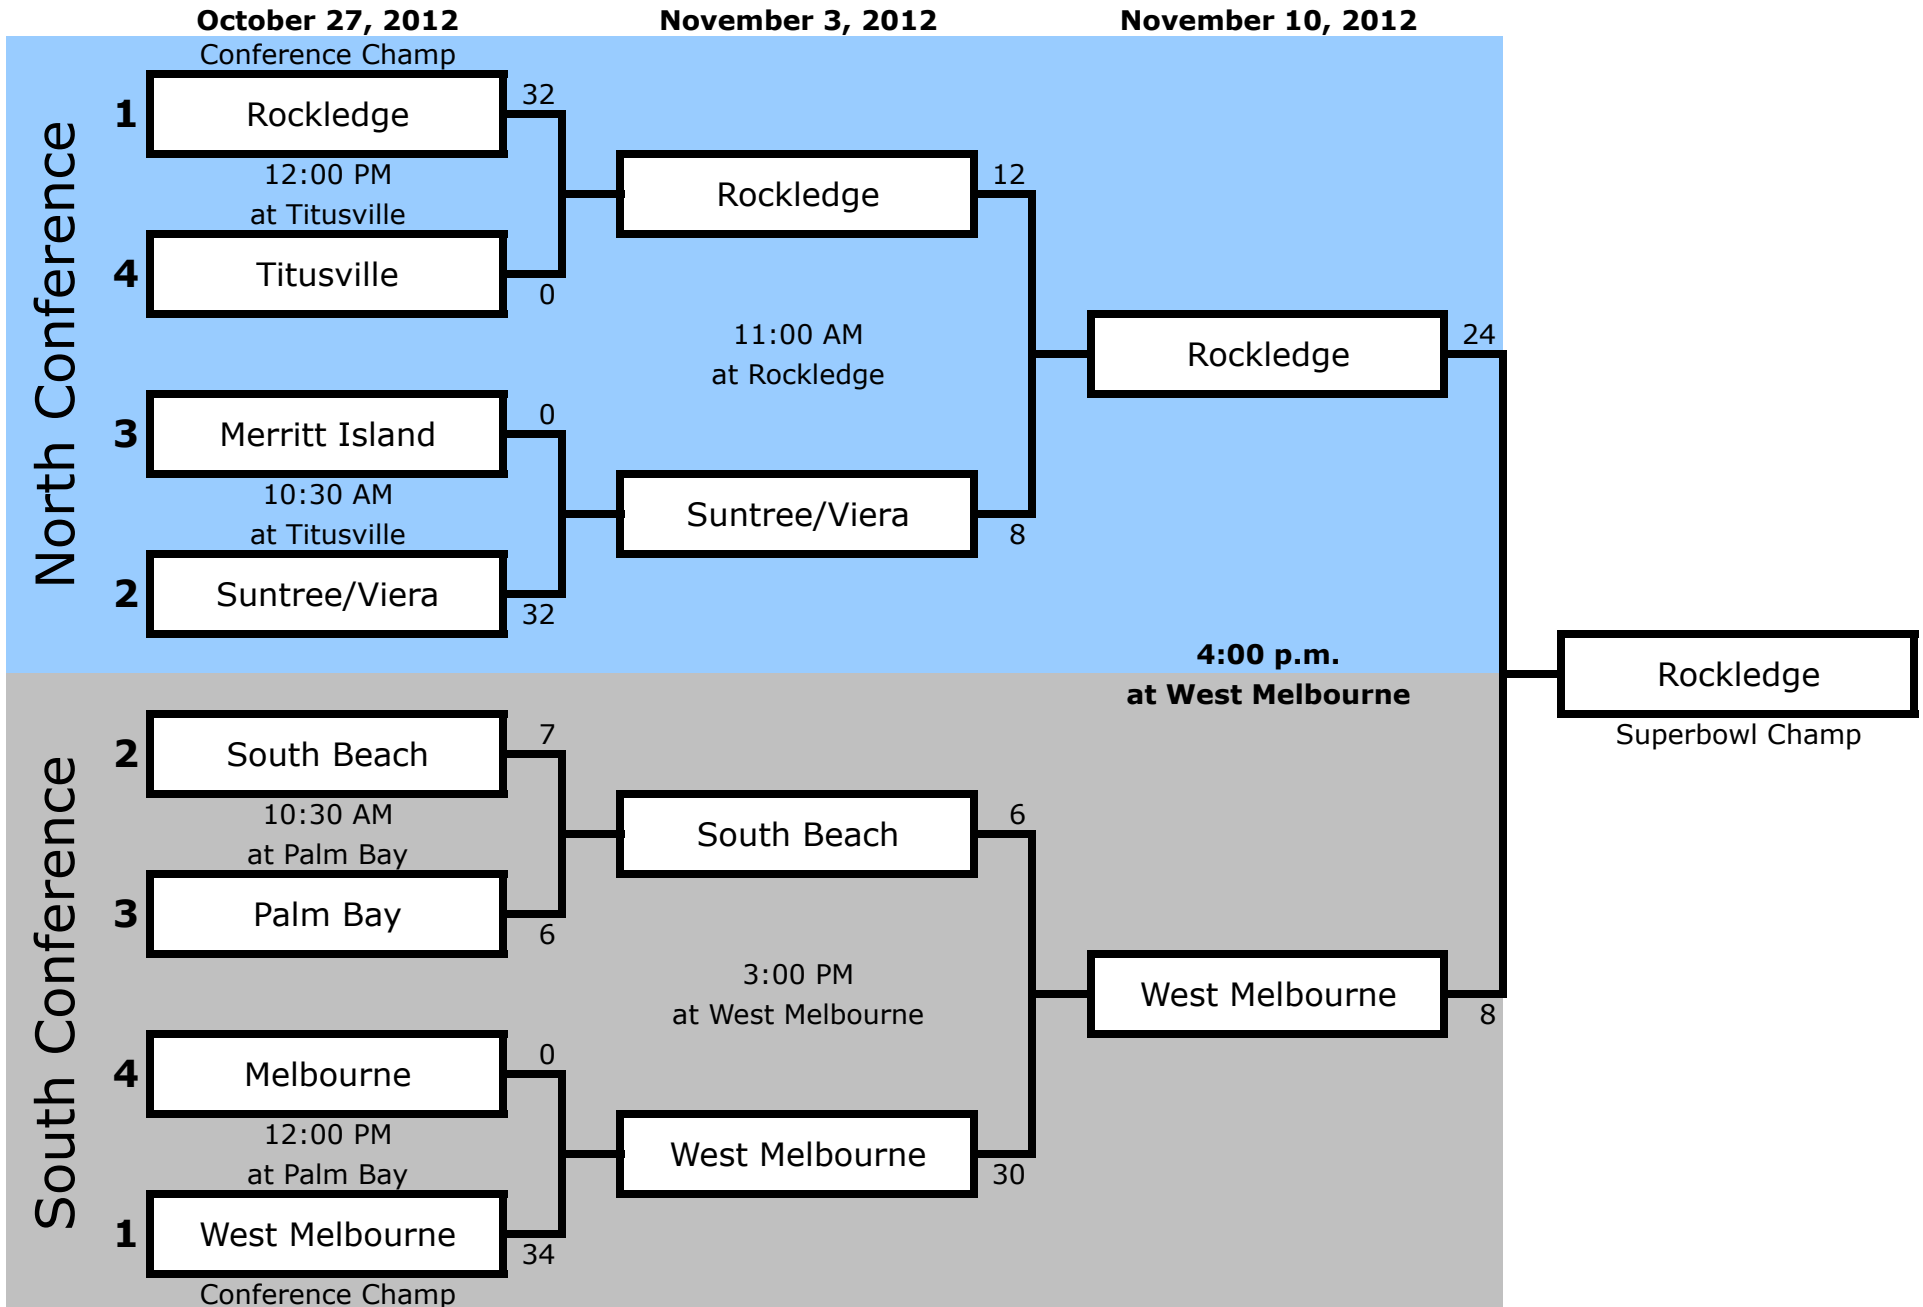 October 27, 2012
November 3, 2012
November 10, 2012
North Conference
Conference Champ
1
Rockledge
32
12:00 PM
at Titusville
4
Titusville
0
3
Merritt Island
0
10:30 AM
at Titusville
2
Suntree/Viera
32
Rockledge
12
11:00 AM
at Rockledge
Suntree/Viera
8
Rockledge
24
4:00 p.m.
at West Melbourne
Rockledge
Superbowl Champ
South Conference
2
South Beach
7
10:30 AM
at Palm Bay
3
Palm Bay
6
4
Melbourne
0
12:00 PM
at Palm Bay
1
West Melbourne
34
Conference Champ
South Beach
6
3:00 PM
at West Melbourne
West Melbourne
30
West Melbourne
8